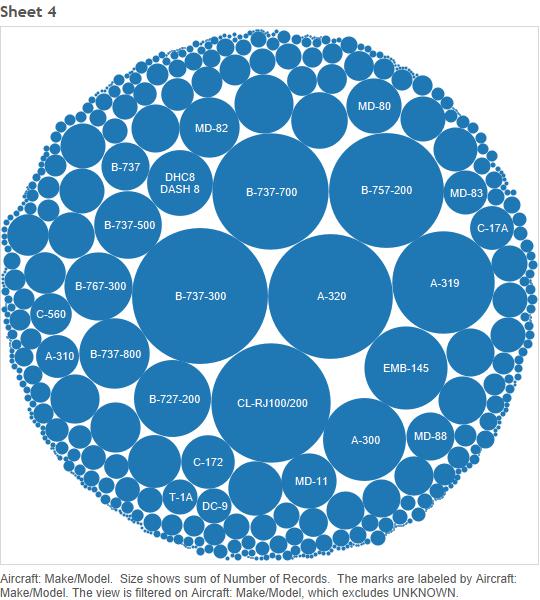 Sheet 4
MD-80
MD-82
B-737
DHC8
DASH 8
B-737-700
B-757-200
MD-83
B-737-500
C-17A
B-767-300
B-737-300
A-320
A-319
C-560
A-310
B-737-800
EMB-145
B-727-200
CL-RJ100/200
A-300
MD-88
C-172
MD-11
T-1A
DC-9
Aircraft: Make/Model.  Size shows sum of Number of Records.  The marks are labeled by Aircraft:
Make/Model. The view is filtered on Aircraft: Make/Model, which excludes UNKNOWN.